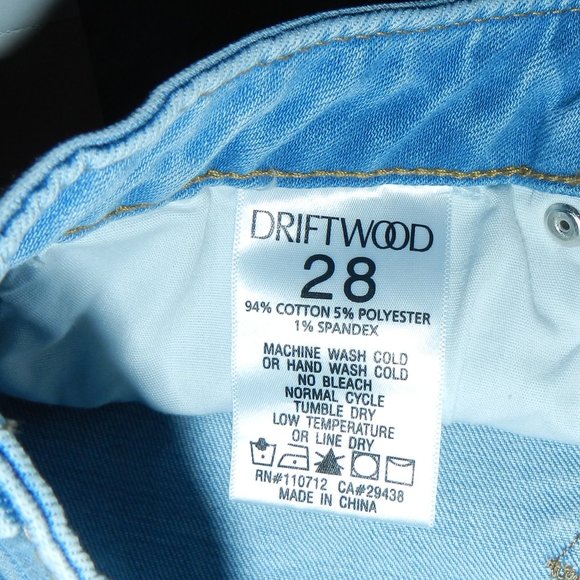 DRIFTWOOD
28
94% COTTON 5% POLYESTER
1% SPANDEX
MACHINE WASH COLD
OR HAND WASH COLD
NO BLEACH
NORMAL CYCLE
TUMBLE DRY
LOW TEMPERATURE
OR LINE DRY
RN#110712 CA#29438
MADE IN CHINA